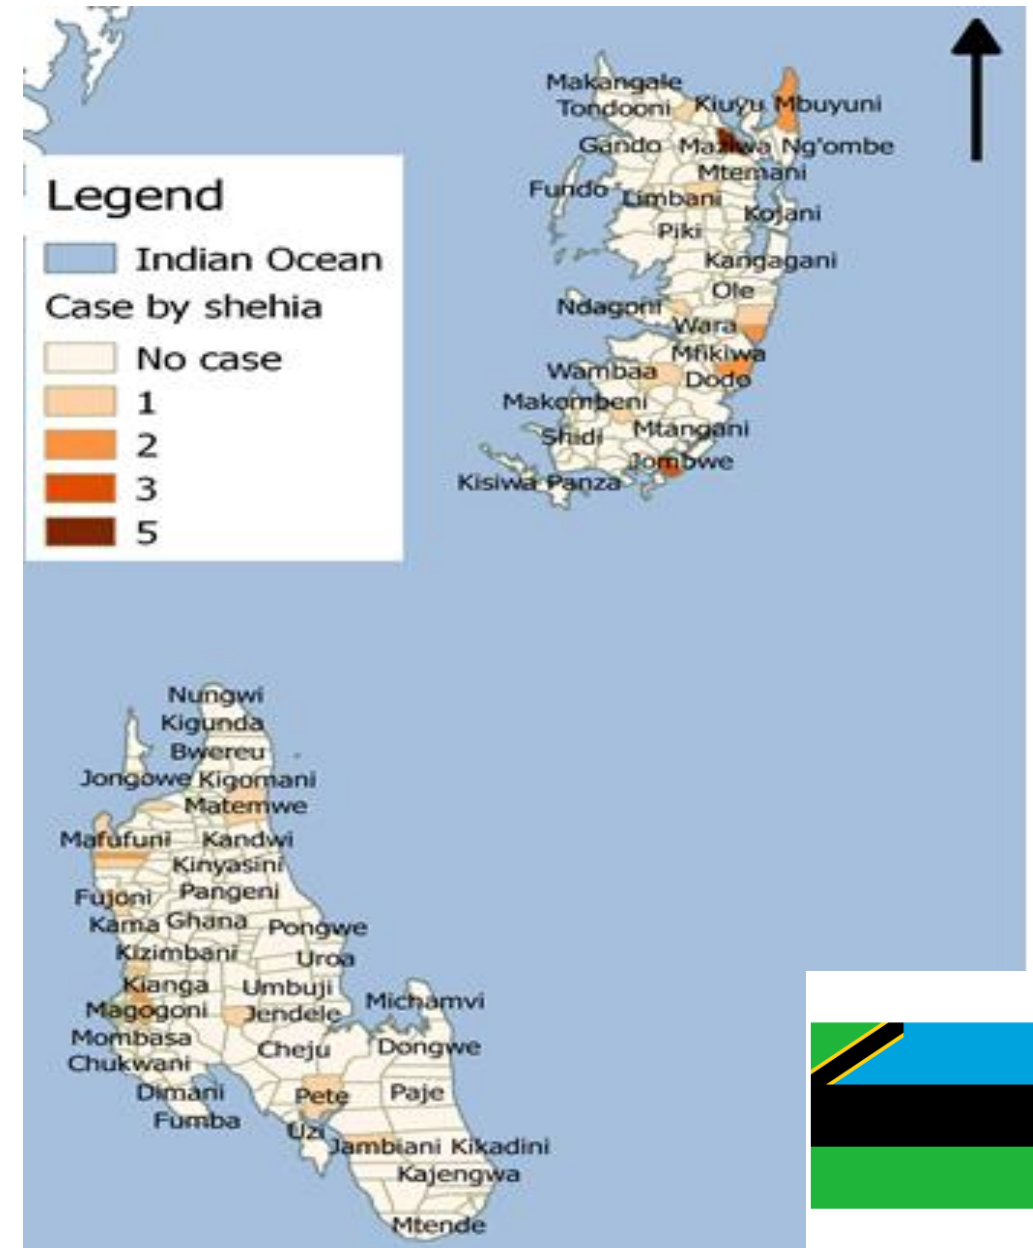 Makangale
Tondooni
Kiuyu Mbuyuni
Gando
Maziwa Ng'ombe
Mtemani
Fundo
Limbani
Kojani
Piki
Kangagani
Ole
Ndagoni
Wara
Mfikiwa
Wambaa
Dodo
Makombeni
Shidi
Mtangani
Jombwe
Kisiwa Panza
Legend
Indian Ocean
Case by shehia
No case
1
2
3
5
Nungwi
Kigunda
Bwereu
Jongowe
Kigomani
Matemwe
Mafufuni
Kandwi
Kinyasini
Fujoni
Pangeni
Kama
Ghana
Pongwe
Kizimbani
Uroa
Kianga
Umbuji
Michamvi
Magogoni
Jendele
Mombasa
Cheju
Dongwe
Chukwani
Dimani
Pete
Paje
Fumba
Uzi
Jambiani Kikadini
Kajengwa
Mtende